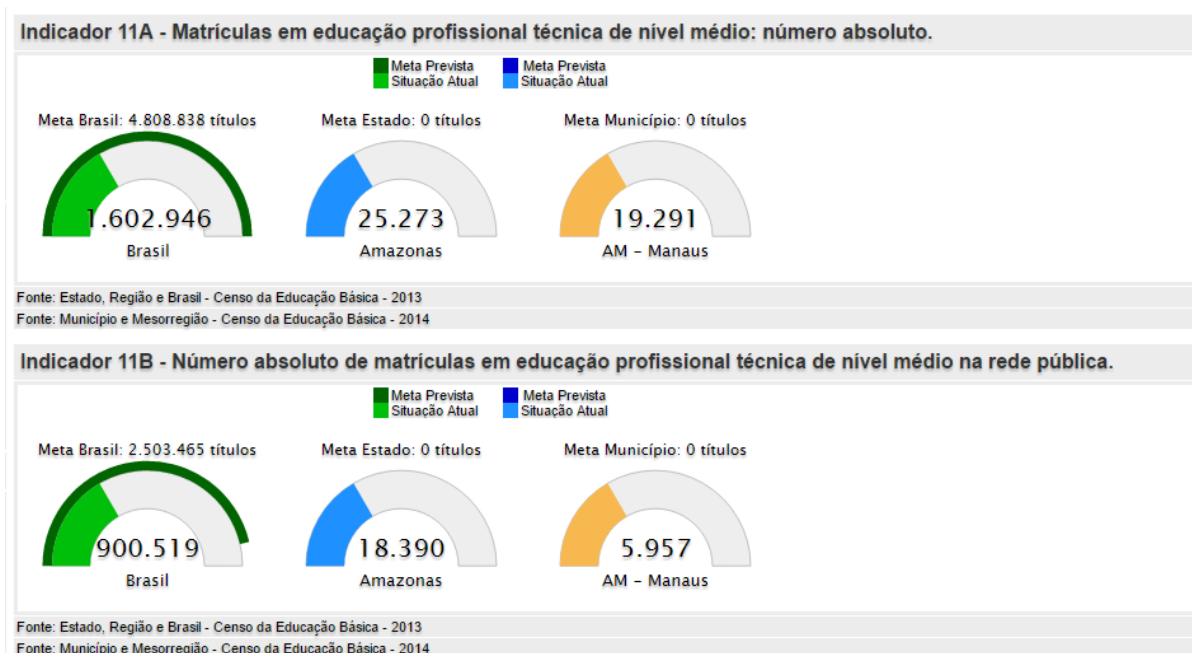 Indicador 11A - Matrículas em educação profissional técnica de nível médio: número absoluto.
Meta Prevista Meta Prevista
Situação Atual Situação Atual
Meta Brasil: 4.808.838 títulos Meta Estado: 0 títulos Meta Município: 0 títulos
1.602.946 25.273 19.291
Brasil Amazonas AM - Manaus
Fonte: Estado, Região e Brasil - Censo da Educação Básica - 2013
Fonte: Município e Mesorregião - Censo da Educação Básica - 2014
Indicador 11B - Número absoluto de matrículas em educação profissional técnica de nível médio na rede pública.
Meta Prevista Meta Prevista
Situação Atual Situação Atual
Meta Brasil: 2.503.465 títulos Meta Estado: 0 títulos Meta Município: 0 títulos
900.519 18.390 5.957
Brasil Amazonas AM - Manaus
Fonte: Estado, Região e Brasil - Censo da Educação Básica - 2013
Fonte: Município e Mesorregião - Censo da Educação Básica - 2014